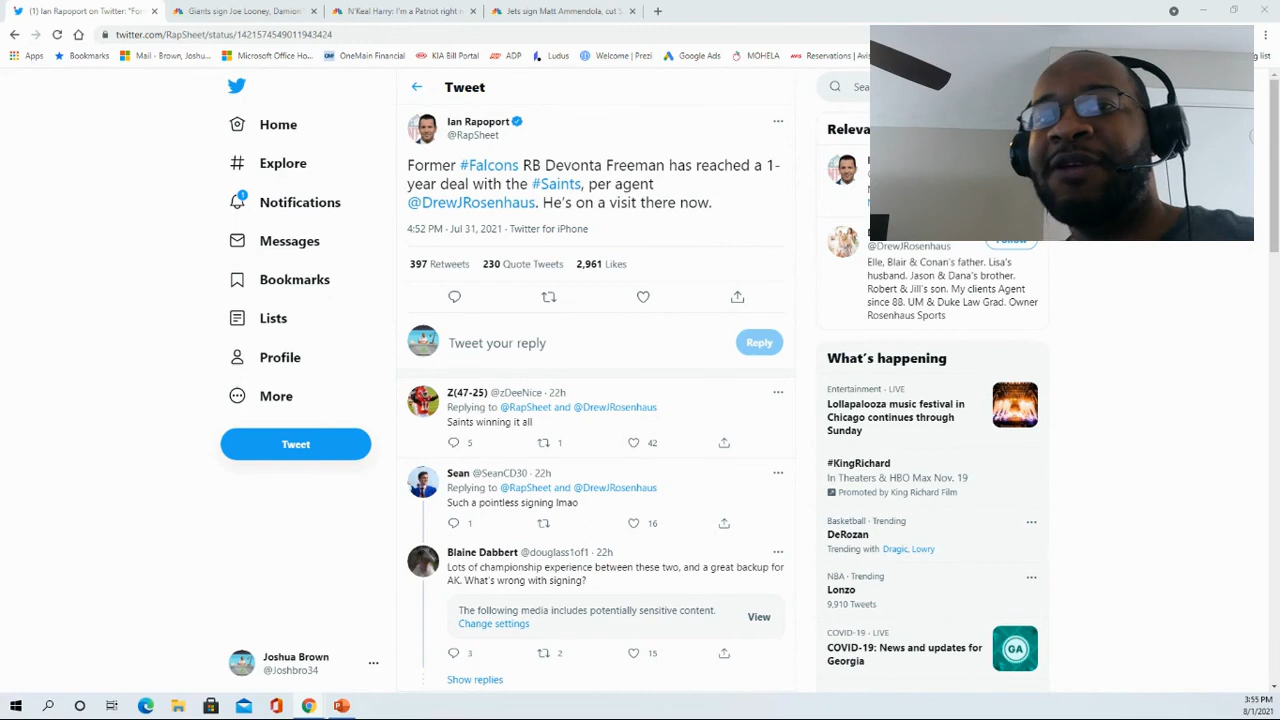 (1) Ian Rapoport on Twitter: "For
Giants sign Joe Looney, Damion
N'Keal Harry: I'm a Patriot right n
Jets sign Matt Ammendola, cut S
twitter.com/RapSheet/status/1421574549011943424
Apps
Bookmarks
Mail - Brown, Joshu...
Microsoft Office Ho...
OneMain Financial
KIA Bill Portal
DFF
Ludus
Welcome | Prezi
Google Ads
MOHELA
Reservations | Avis
ng list
Home
Explore
1
Notifications
Messages
Bookmarks
Lists
Profile
More
Tweet
Joshua Brown
@Joshbro34
Tweet
Ian Rapoport
@RapSheet
Former #Falcons RB Devonta Freeman has reached a 1-
year deal with the #Saints, per agent
@DrewJRosenhaus. He's on a visit there now.
4:52 PM · Jul 31, 2021 · Twitter for iPhone
397 Retweets 230 Quote Tweets 2,961 Likes
Tweet your reply
Reply
Z(47-25) @zDeeNice · 22h
Replying to @RapSheet and @DrewJRosenhaus
Saints winning it all
5 1 42
Sean @SeanCD30 · 22h
Replying to @RapSheet and @DrewJRosenhaus
Such a pointless signing lmao
1 16
Blaine Dabbert @douglass1of1 · 22h
Lots of championship experience between these two, and a great backup for
AK. What's wrong with signing?
The following media includes potentially sensitive content.
Change settings
View
3 2 15
Show replies
Sea
Releva
@DrewJRosenhaus
Follow
Elle, Blair & Conan's father. Lisa's
husband. Jason & Dana's brother.
Robert & Jill's son. My clients Agent
since 88. UM & Duke Law Grad. Owner
Rosenhaus Sports
What's happening
Entertainment · LIVE
Lollapalooza music festival in
Chicago continues through
Sunday
#KingRichard
In Theaters & HBO Max Nov. 19
Promoted by King Richard Film
Basketball · Trending
DeRozan
Trending with Dragic, Lowry
NBA · Trending
Lonzo
9,910 Tweets
COVID-19 · LIVE
COVID-19: News and updates for
Georgia
GA
3:55 PM
8/1/2021